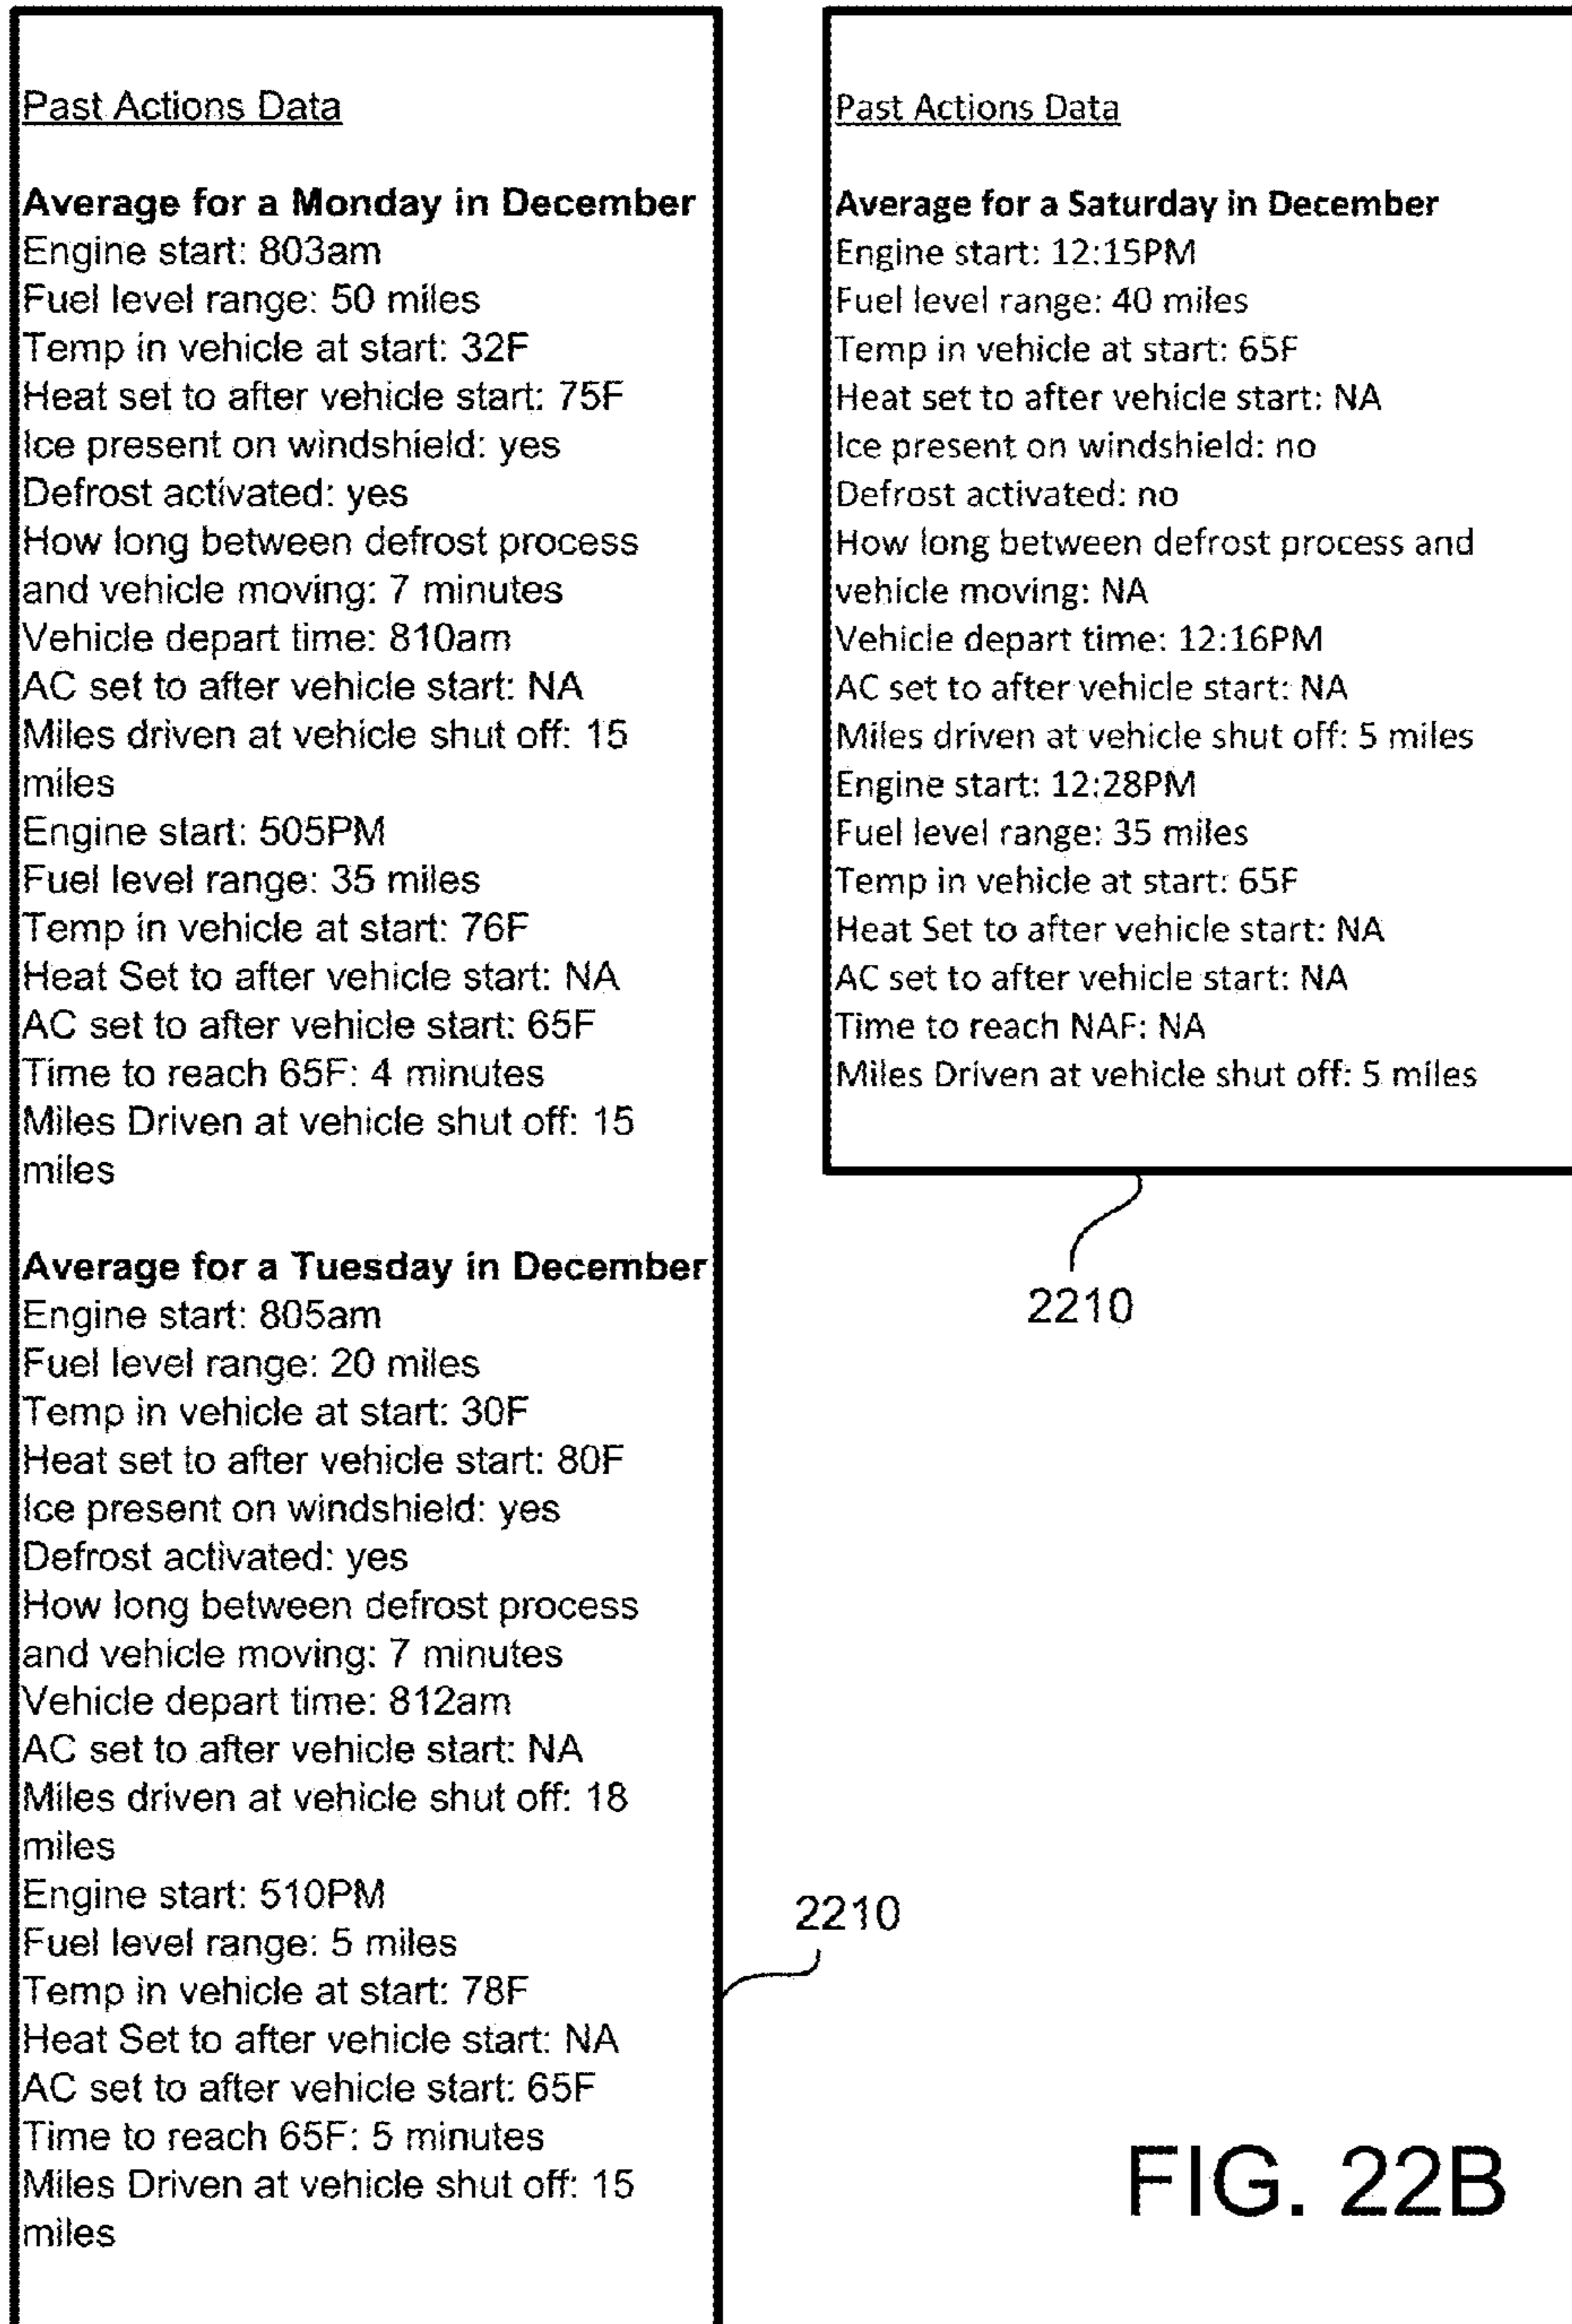 Past Actions Data
Average for a Monday in December
Engine start: 803am
Fuel level range: 50 miles
Temp in vehicle at start: 32F
Heat set to after vehicle start: 75F
Ice present on windshield: yes
Defrost activated: yes
How long between defrost process
and vehicle moving: 7 minutes
Vehicle depart time: 810am
AC set to after vehicle start: NA
Miles driven at vehicle shut off: 15
miles
Engine start: 505PM
Fuel level range: 35 miles
Temp in vehicle at start: 76F
Heat Set to after vehicle start: NA
AC set to after vehicle start: 65F
Time to reach 65F: 4 minutes
Miles Driven at vehicle shut off: 15
miles
Average for a Tuesday in December
Engine start: 805am
Fuel level range: 20 miles
Temp in vehicle at start: 30F
Heat set to after vehicle start: 80F
Ice present on windshield: yes
Defrost activated: yes
How long between defrost process
and vehicle moving: 7 minutes
Vehicle depart time: 812am
AC set to after vehicle start: NA
Miles driven at vehicle shut off: 18
miles
Engine start: 510PM
Fuel level range: 5 miles
Temp in vehicle at start: 78F
Heat Set to after vehicle start: NA
AC set to after vehicle start: 65F
Time to reach 65F: 5 minutes
Miles Driven at vehicle shut off: 15
miles
2210
Past Actions Data
Average for a Saturday in December
Engine start: 12:15PM
Fuel level range: 40 miles
Temp in vehicle at start: 65F
Heat set to after vehicle start: NA
Ice present on windshield: no
Defrost activated: no
How long between defrost process and
vehicle moving: NA
Vehicle depart time: 12:16PM
AC set to after vehicle start: NA
Miles driven at vehicle shut off: 5 miles
Engine start: 12:28PM
Fuel level range: 35 miles
Temp in vehicle at start: 65F
Heat Set to after vehicle start: NA
AC set to after vehicle start: NA
Time to reach NAF: NA
Miles Driven at vehicle shut off: 5 miles
2210
FIG. 22B